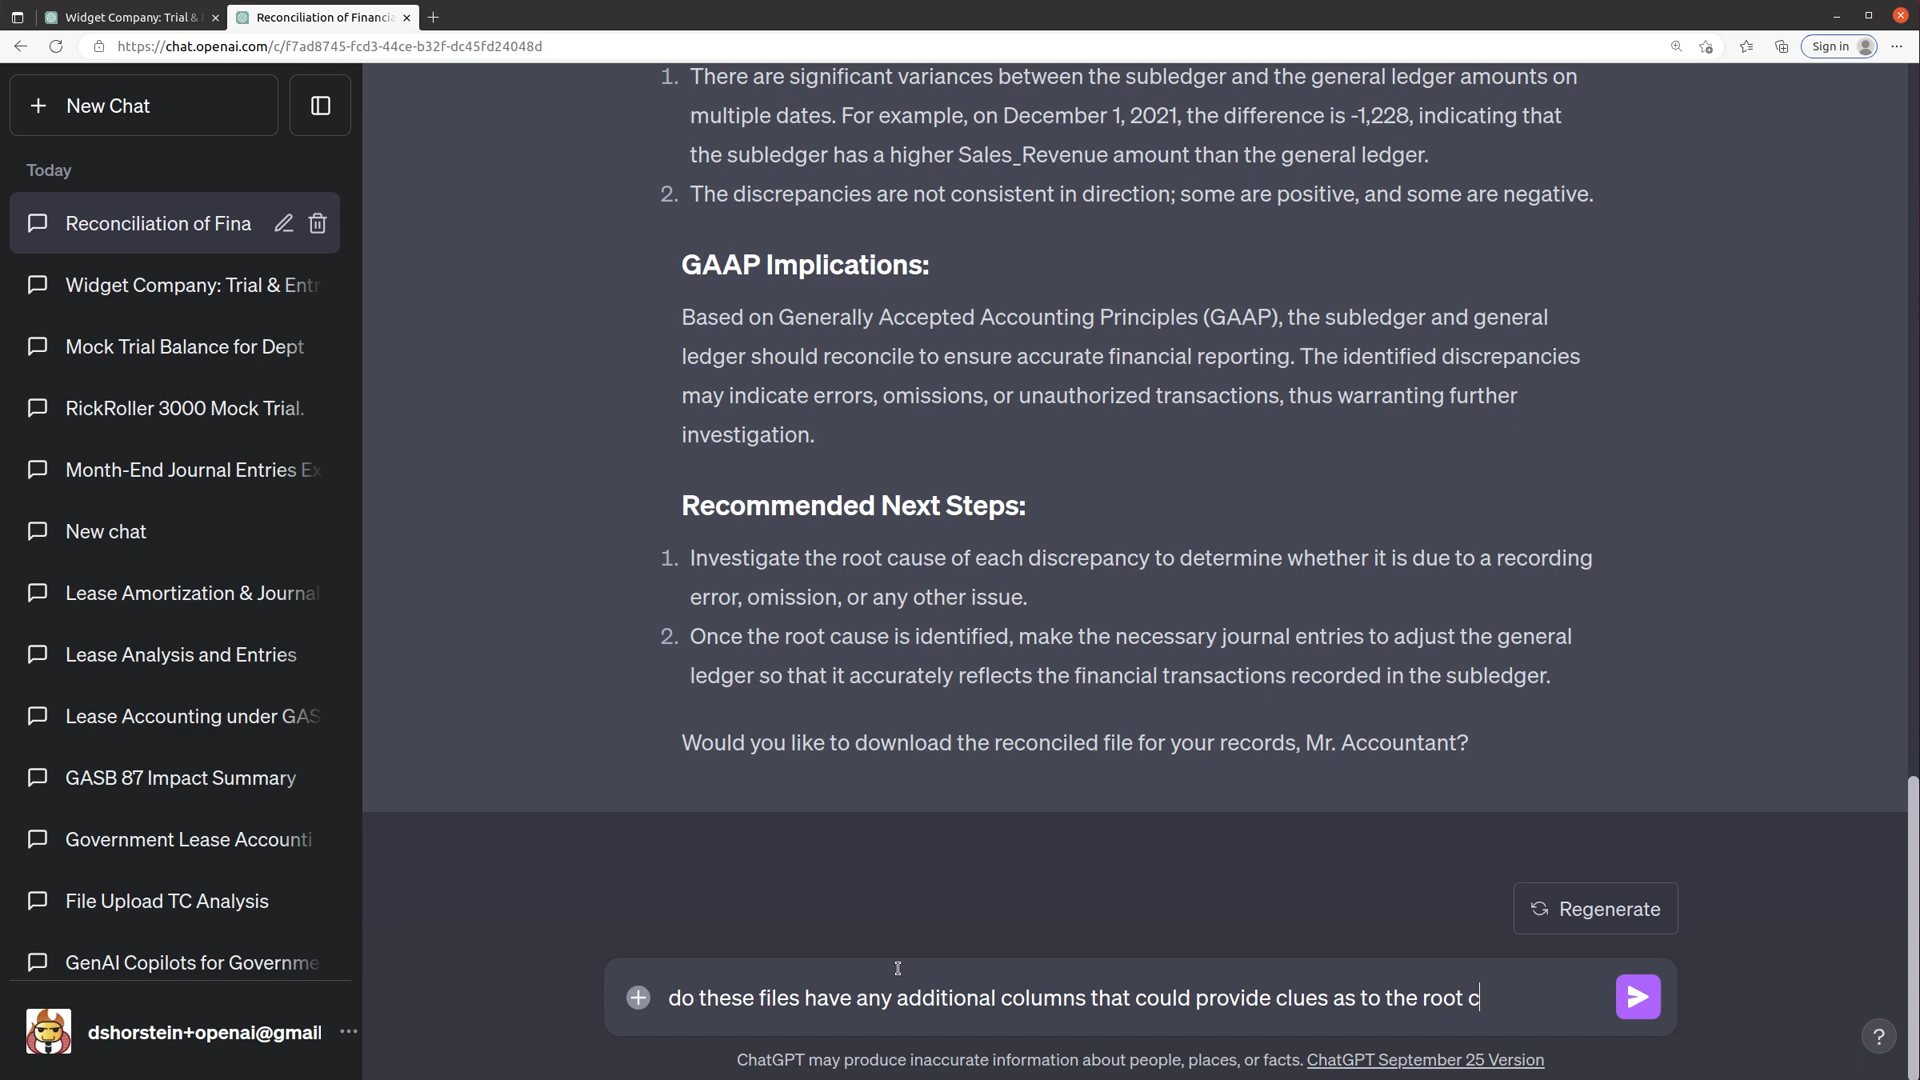 Widget Company: Trial &
Reconciliation of Financia
https://chat.openai.com/c/f7ad8745-fcd3-44ce-b32f-dc45fd24048d
Sign in
New Chat
Today
Reconciliation of Fina
Widget Company: Trial & Entr
Mock Trial Balance for Dept
RickRoller 3000 Mock Trial.
Month-End Journal Entries Ex
New chat
Lease Amortization & Journal
Lease Analysis and Entries
Lease Accounting under GAS
GASB 87 Impact Summary
Government Lease Accounti
File Upload TC Analysis
GenAI Copilots for Governme
dshorstein+openai@gmail
1. There are significant variances between the subledger and the general ledger amounts on
multiple dates. For example, on December 1, 2021, the difference is -1,228, indicating that
the subledger has a higher Sales_Revenue amount than the general ledger.
2. The discrepancies are not consistent in direction; some are positive, and some are negative.
GAAP Implications:
Based on Generally Accepted Accounting Principles (GAAP), the subledger and general
ledger should reconcile to ensure accurate financial reporting. The identified discrepancies
may indicate errors, omissions, or unauthorized transactions, thus warranting further
investigation.
Recommended Next Steps:
1. Investigate the root cause of each discrepancy to determine whether it is due to a recording
error, omission, or any other issue.
2. Once the root cause is identified, make the necessary journal entries to adjust the general
ledger so that it accurately reflects the financial transactions recorded in the subledger.
Would you like to download the reconciled file for your records, Mr. Accountant?
Regenerate
do these files have any additional columns that could provide clues as to the root c
ChatGPT may produce inaccurate information about people, places, or facts. ChatGPT September 25 Version
?